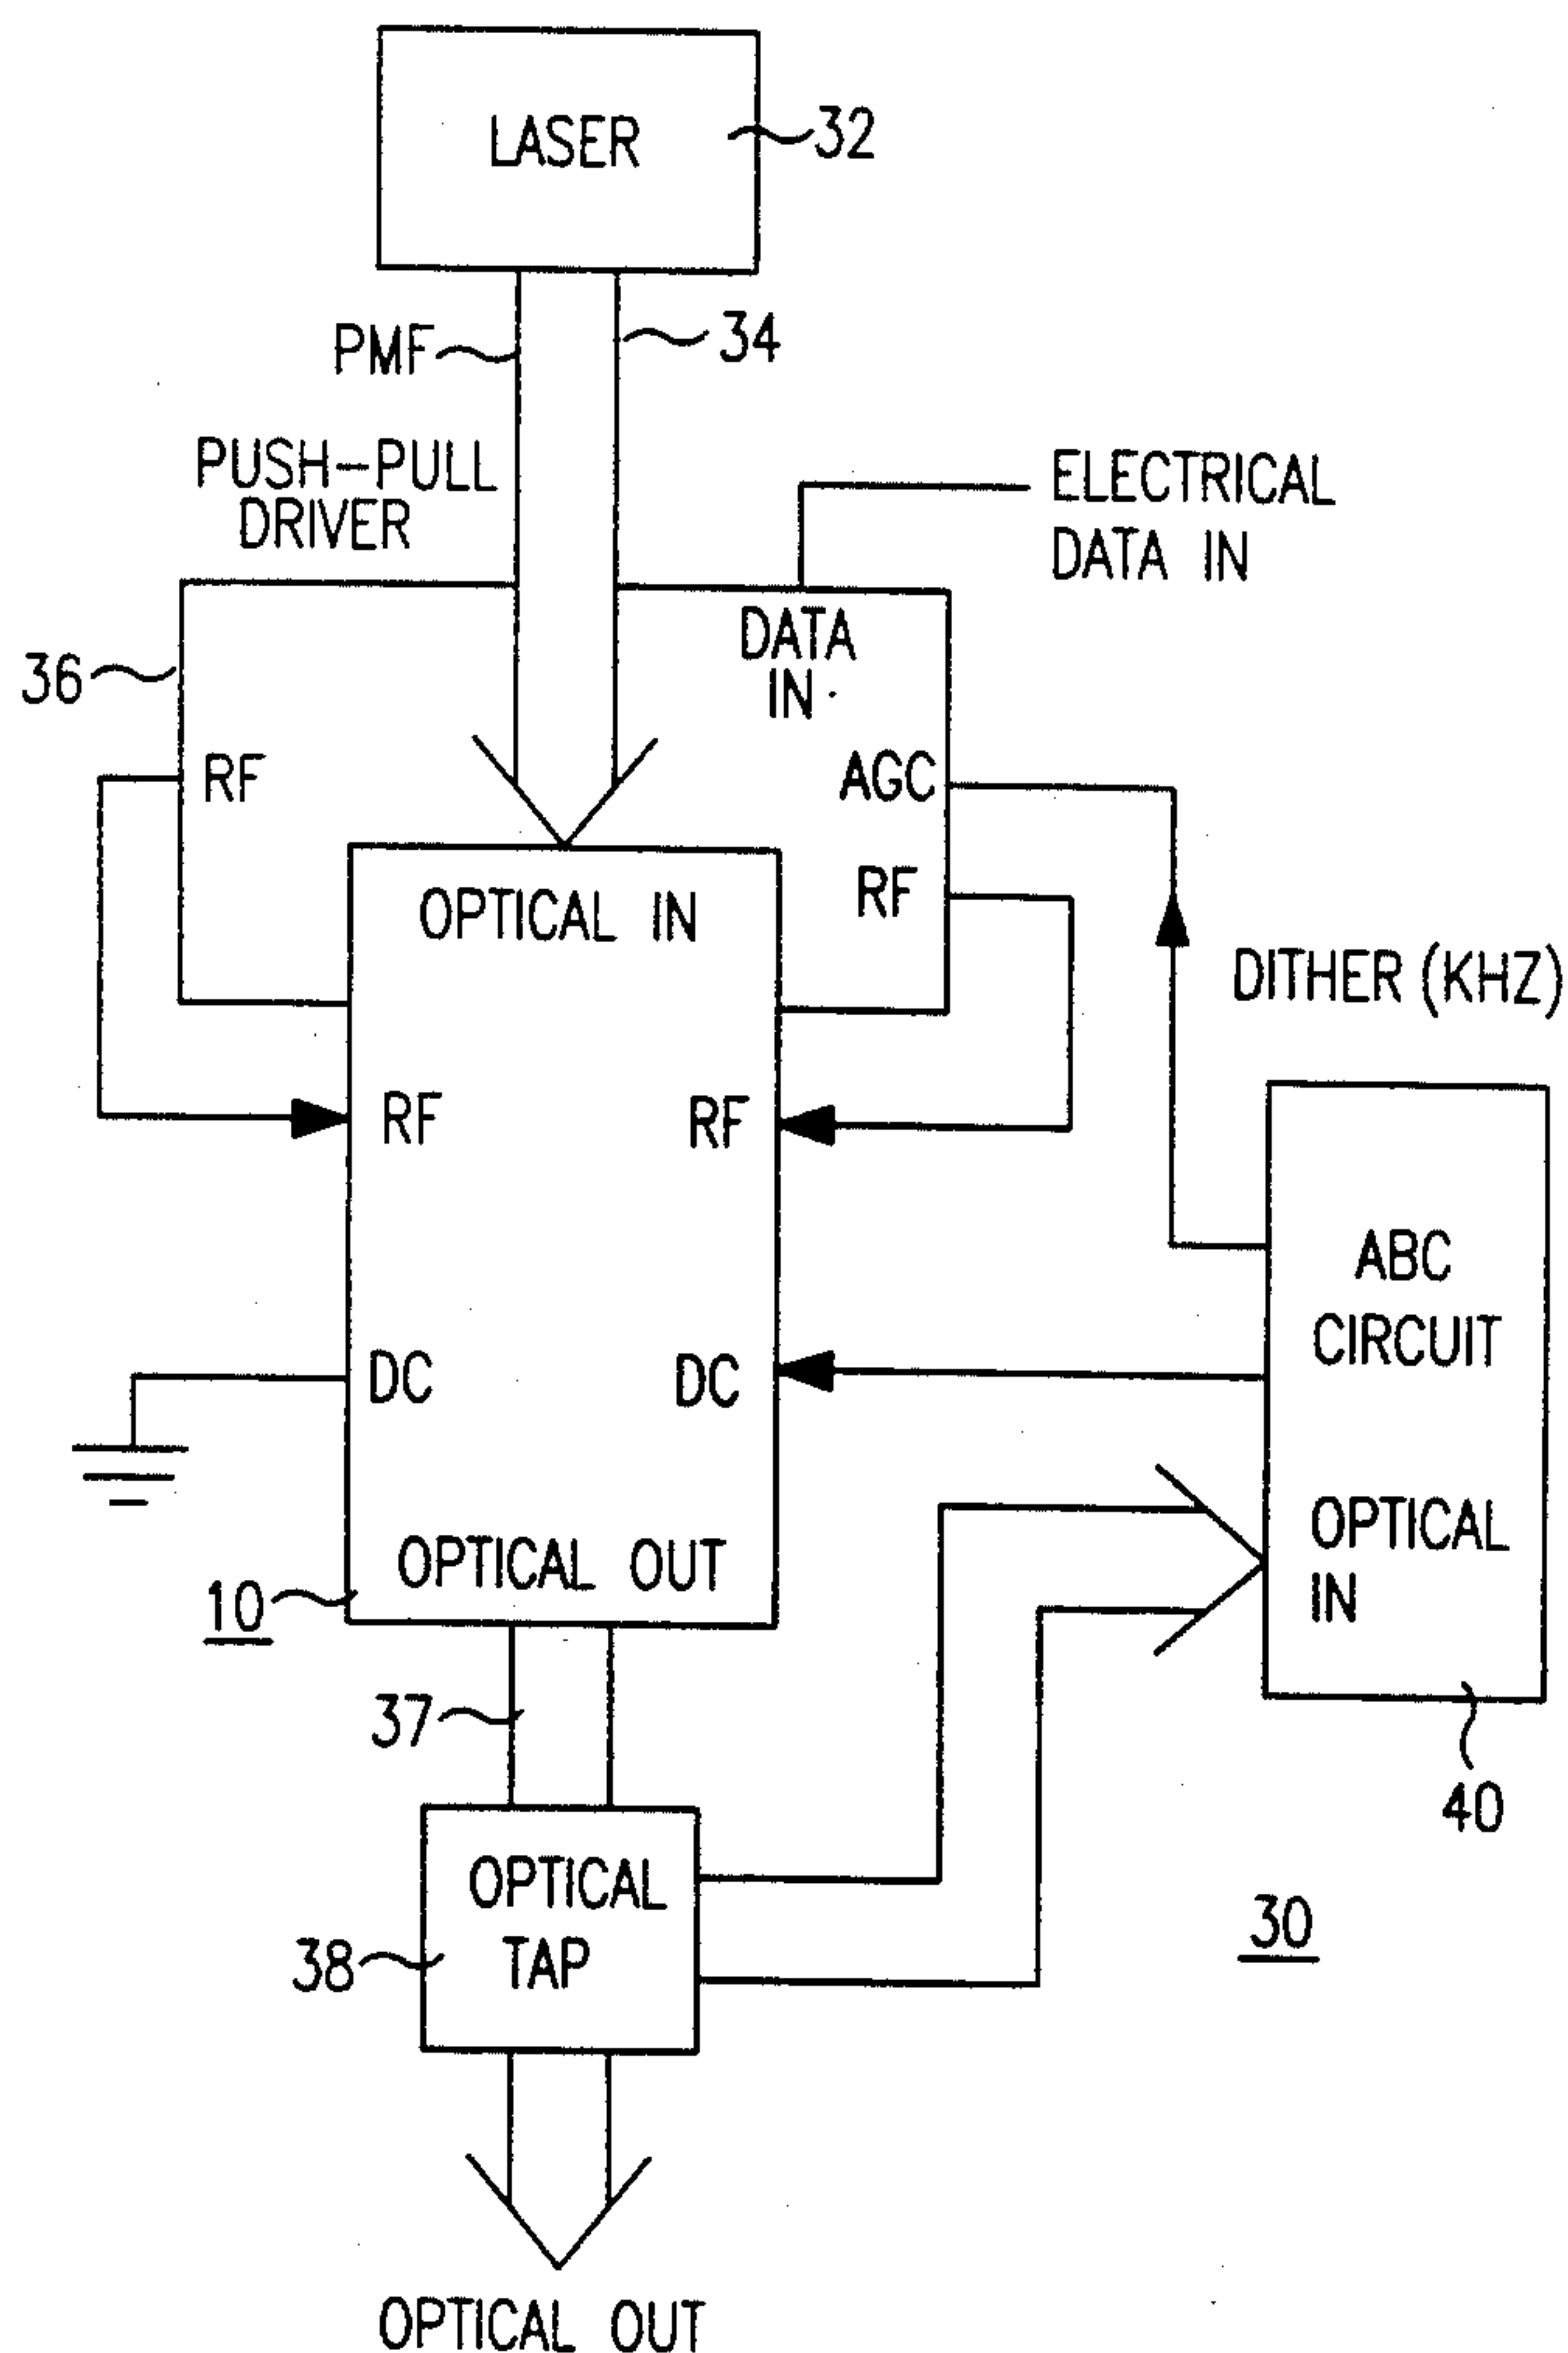 LASER
32
PMF
34
PUSH-PULL
DRIVER
ELECTRICAL
DATA IN
DATA
IN
36
RF
AGC
OPTICAL IN
RF
DITHER (KHZ)
RF
RF
ABC
CIRCUIT
DC
DC
OPTICAL
IN
OPTICAL OUT
10
37
40
OPTICAL
TAP
38
30
OPTICAL OUT